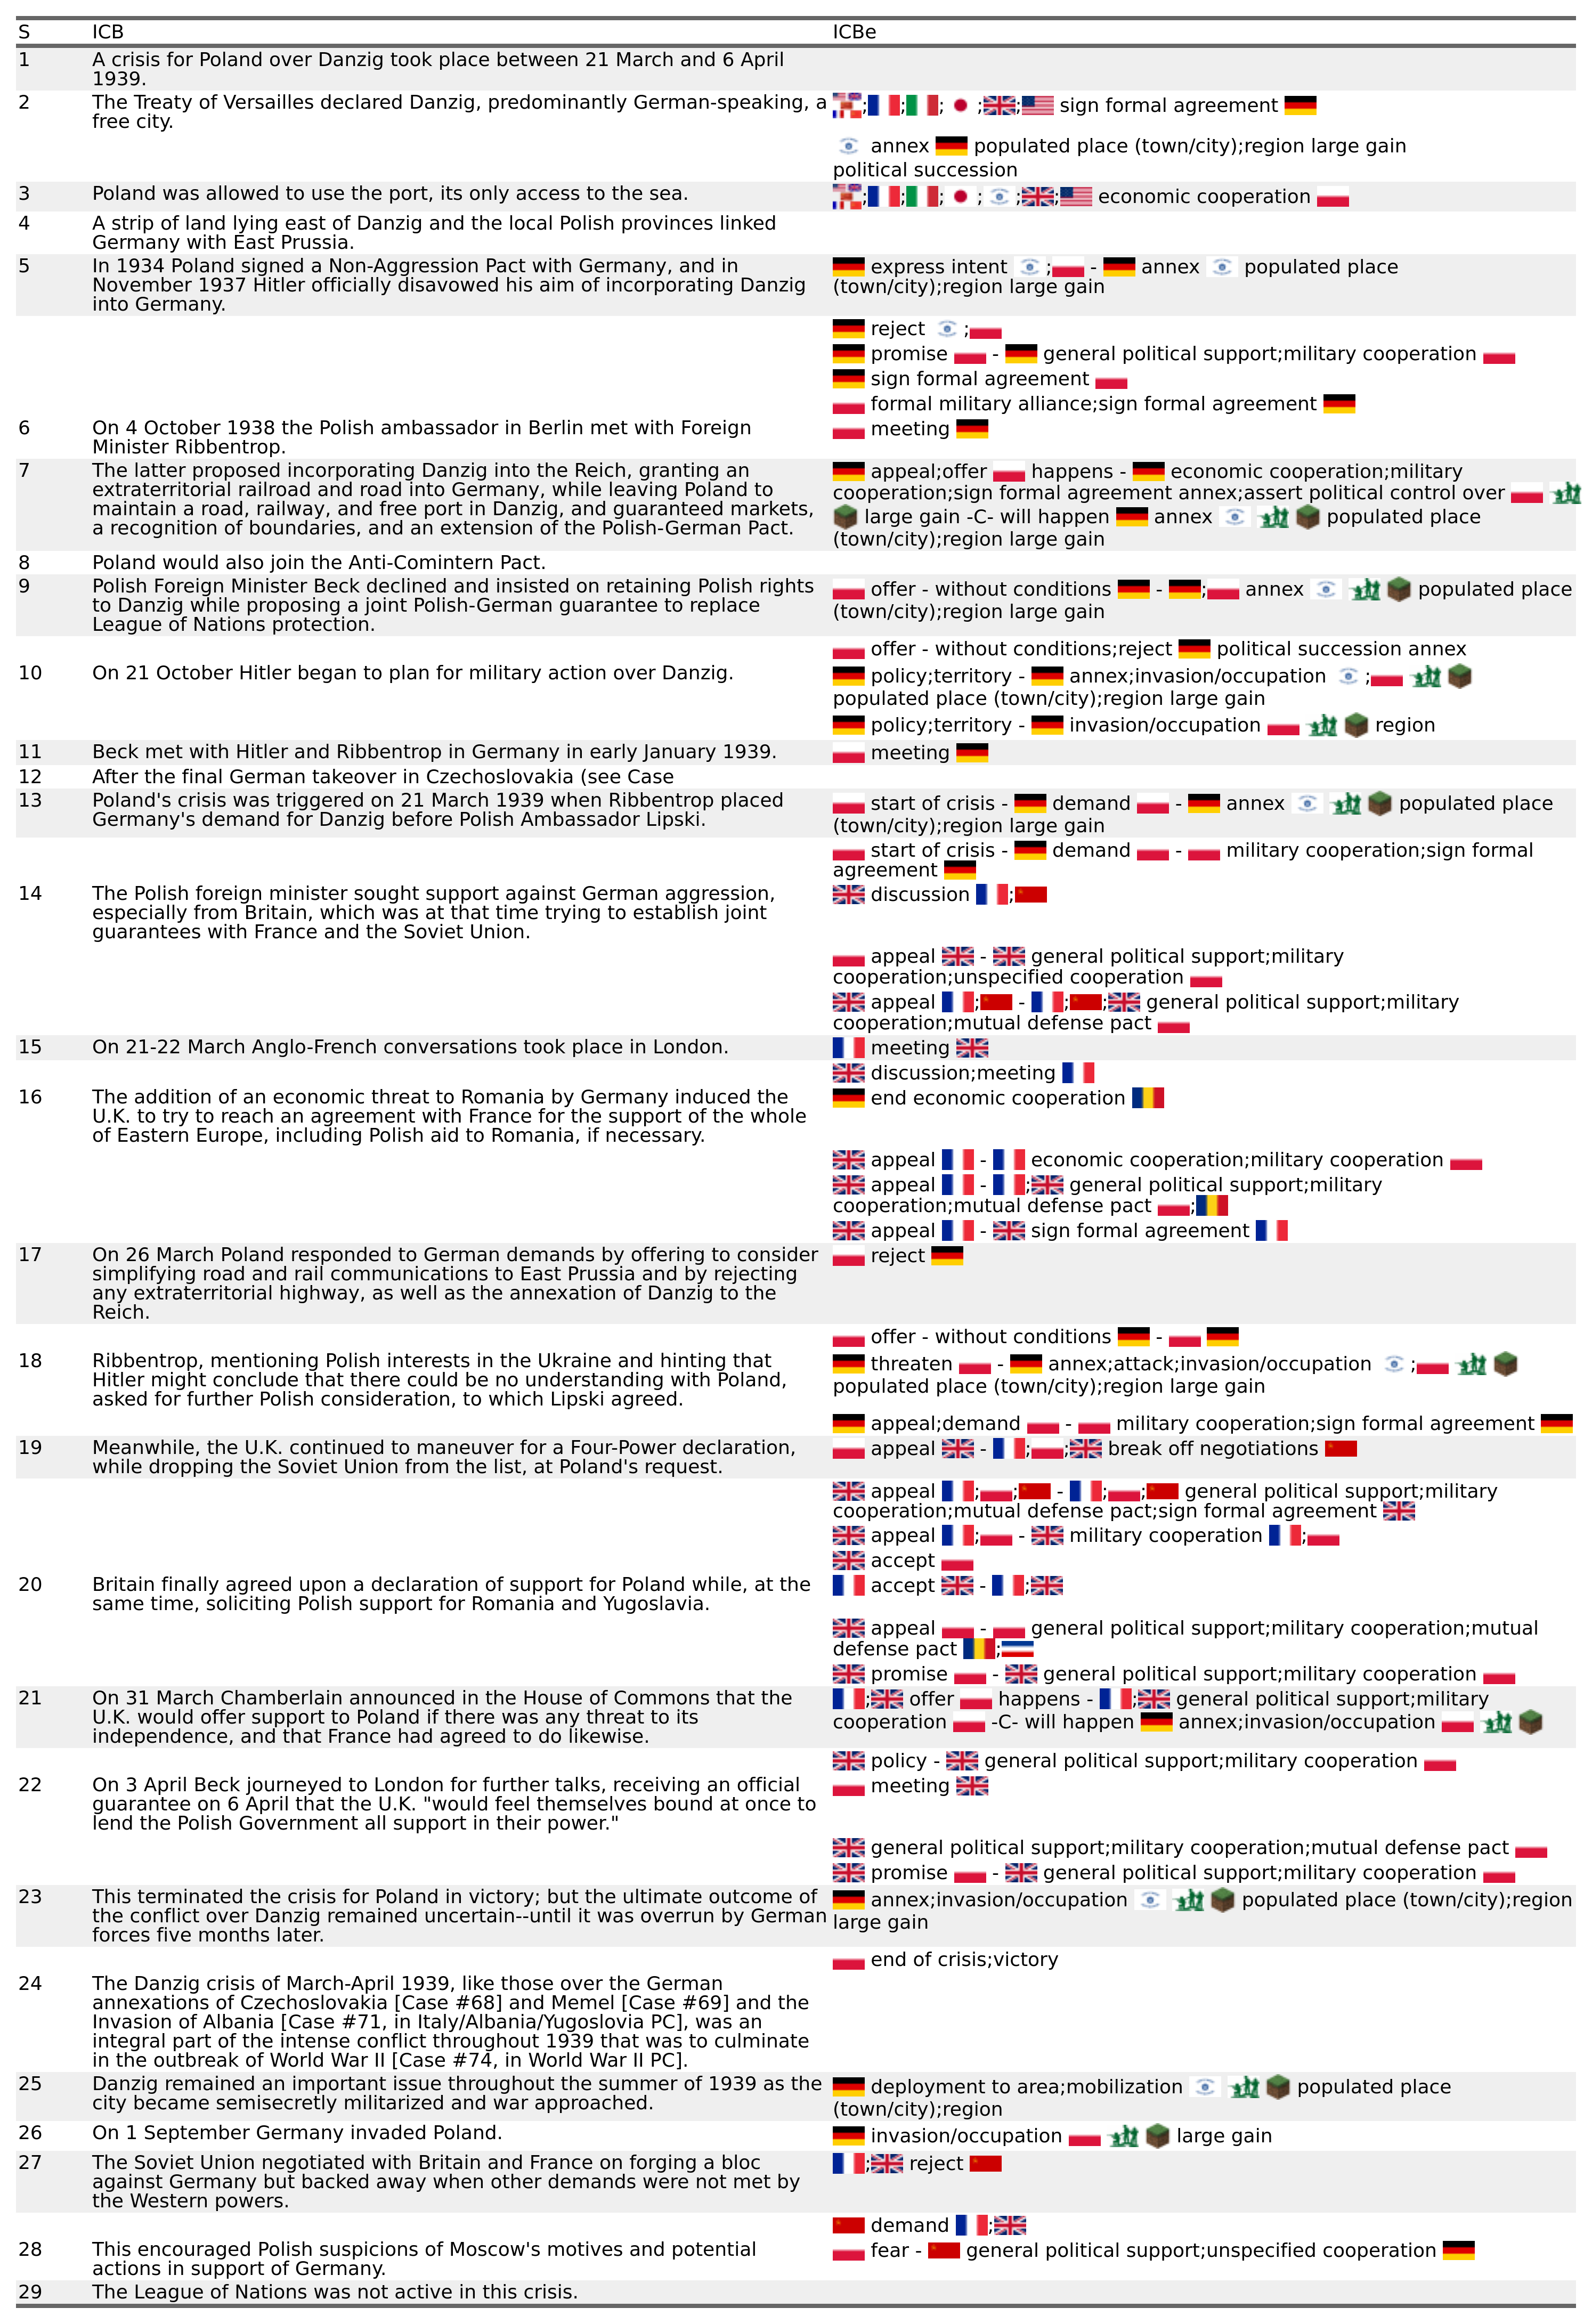 S ICB ICBe
1 A crisis for Poland over Danzig took place between 21 March and 6 April
1939.
2 The Treaty of Versailles declared Danzig, predominantly German-speaking, a ; ; ; ; ; sign formal agreement
free city.
annex populated place (town/city);region large gain
political succession
3 Poland was allowed to use the port, its only access to the sea. ; ; ; ; ; ; economic cooperation
4 A strip of land lying east of Danzig and the local Polish provinces linked
Germany with East Prussia.
5 In 1934 Poland signed a Non-Aggression Pact with Germany, and in express intent ; - annex populated place
November 1937 Hitler officially disavowed his aim of incorporating Danzig (town/city);region large gain
into Germany.
reject ;
promise - general political support;military cooperation
sign formal agreement
formal military alliance;sign formal agreement
6 On 4 October 1938 the Polish ambassador in Berlin met with Foreign meeting
Minister Ribbentrop.
7 The latter proposed incorporating Danzig into the Reich, granting an appeal;offer happens - economic cooperation;military
extraterritorial railroad and road into Germany, while leaving Poland to cooperation;sign formal agreement annex;assert political control over
maintain a road, railway, and free port in Danzig, and guaranteed markets, large gain -C- will happen annex populated place
a recognition of boundaries, and an extension of the Polish-German Pact. (town/city);region large gain
8 Poland would also join the Anti-Comintern Pact.
9 Polish Foreign Minister Beck declined and insisted on retaining Polish rights offer - without conditions - ; annex populated place
to Danzig while proposing a joint Polish-German guarantee to replace (town/city);region large gain
League of Nations protection.
offer - without conditions;reject political succession annex
10 On 21 October Hitler began to plan for military action over Danzig. policy;territory - annex;invasion/occupation ;
populated place (town/city);region large gain
policy;territory - invasion/occupation region
11 Beck met with Hitler and Ribbentrop in Germany in early January 1939. meeting
12 After the final German takeover in Czechoslovakia (see Case
13 Poland's crisis was triggered on 21 March 1939 when Ribbentrop placed start of crisis - demand - annex populated place
Germany's demand for Danzig before Polish Ambassador Lipski. (town/city);region large gain
start of crisis - demand - military cooperation;sign formal
agreement
14 The Polish foreign minister sought support against German aggression, discussion ;
especially from Britain, which was at that time trying to establish joint
guarantees with France and the Soviet Union.
appeal - general political support;military
cooperation;unspecified cooperation
appeal ; - ; ; general political support;military
cooperation;mutual defense pact
15 On 21-22 March Anglo-French conversations took place in London. meeting
discussion;meeting
16 The addition of an economic threat to Romania by Germany induced the end economic cooperation
U.K. to try to reach an agreement with France for the support of the whole
of Eastern Europe, including Polish aid to Romania, if necessary.
appeal - economic cooperation;military cooperation
appeal - ; general political support;military
cooperation;mutual defense pact ;
appeal - sign formal agreement
17 On 26 March Poland responded to German demands by offering to consider reject
simplifying road and rail communications to East Prussia and by rejecting
any extraterritorial highway, as well as the annexation of Danzig to the
Reich.
offer - without conditions -
18 Ribbentrop, mentioning Polish interests in the Ukraine and hinting that threaten - annex;attack;invasion/occupation ;
Hitler might conclude that there could be no understanding with Poland, populated place (town/city);region large gain
asked for further Polish consideration, to which Lipski agreed.
appeal;demand - military cooperation;sign formal agreement
19 Meanwhile, the U.K. continued to maneuver for a Four-Power declaration, appeal - ; ; break off negotiations
while dropping the Soviet Union from the list, at Poland's request.
appeal ; ; - ; ; general political support;military
cooperation;mutual defense pact;sign formal agreement
appeal ; - military cooperation ;
accept
20 Britain finally agreed upon a declaration of support for Poland while, at the accept - ;
same time, soliciting Polish support for Romania and Yugoslavia.
appeal - general political support;military cooperation;mutual
defense pact ;
promise - general political support;military cooperation
21 On 31 March Chamberlain announced in the House of Commons that the ; offer happens - ; general political support;military
U.K. would offer support to Poland if there was any threat to its cooperation -C- will happen annex;invasion/occupation
independence, and that France had agreed to do likewise.
policy - general political support;military cooperation
22 On 3 April Beck journeyed to London for further talks, receiving an official meeting
guarantee on 6 April that the U.K. "would feel themselves bound at once to
lend the Polish Government all support in their power."
general political support;military cooperation;mutual defense pact
promise - general political support;military cooperation
23 This terminated the crisis for Poland in victory; but the ultimate outcome of annex;invasion/occupation populated place (town/city);region
the conflict over Danzig remained uncertain--until it was overrun by German large gain
forces five months later.
end of crisis;victory
24 The Danzig crisis of March-April 1939, like those over the German
annexations of Czechoslovakia [Case #68] and Memel [Case #69] and the
Invasion of Albania [Case #71, in Italy/Albania/Yugoslovia PC], was an
integral part of the intense conflict throughout 1939 that was to culminate
in the outbreak of World War II [Case #74, in World War II PC].
25 Danzig remained an important issue throughout the summer of 1939 as the deployment to area;mobilization populated place
city became semisecretly militarized and war approached. (town/city);region
26 On 1 September Germany invaded Poland. invasion/occupation large gain
27 The Soviet Union negotiated with Britain and France on forging a bloc ; reject
against Germany but backed away when other demands were not met by
the Western powers.
demand ;
28 This encouraged Polish suspicions of Moscow's motives and potential fear - general political support;unspecified cooperation
actions in support of Germany.
29 The League of Nations was not active in this crisis.